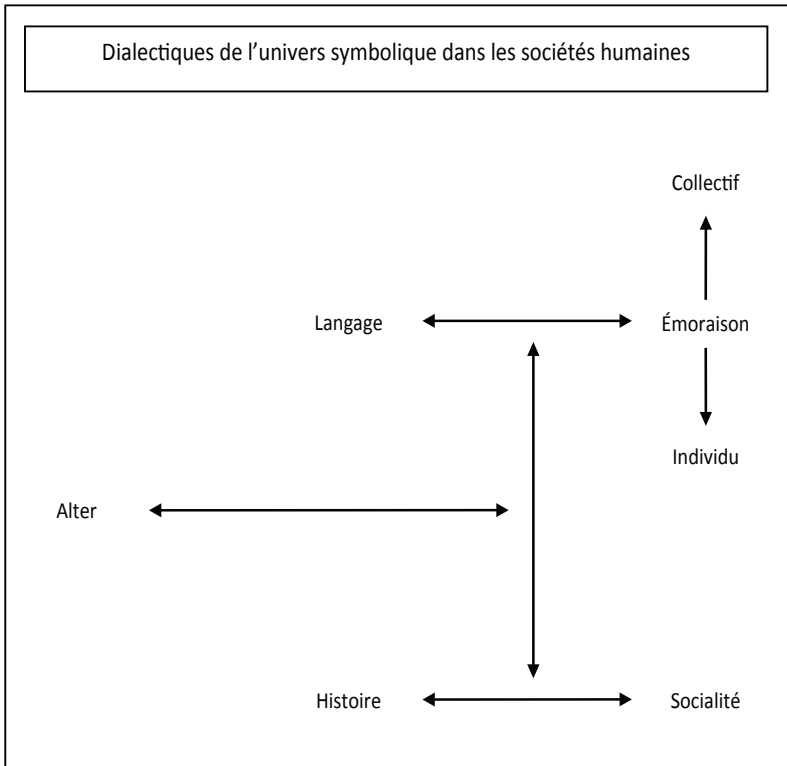 Dialectiques de l’univers symbolique dans les sociétés humaines
Collectif
Langage
Émoraison
Individu
Alter
Histoire
Socialité